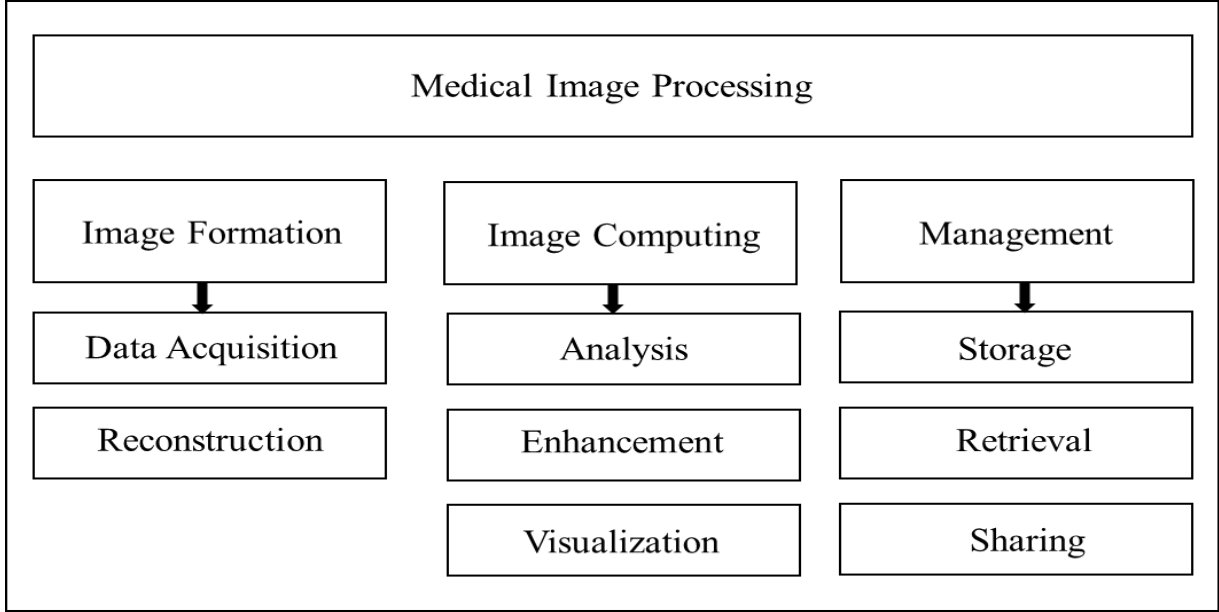 Medical Image Processing
Image Formation
Image Computing
Management
Data Acquisition
Analysis
Storage
Reconstruction
Enhancement
Retrieval
Visualization
Sharing